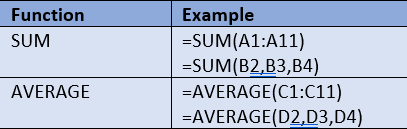 Function Example
SUM =SUM(A1:A11)
=SUM(B2,B3,B4)
AVERAGE =AVERAGE(C1:C11)
=AVERAGE(D2,D3,D4)